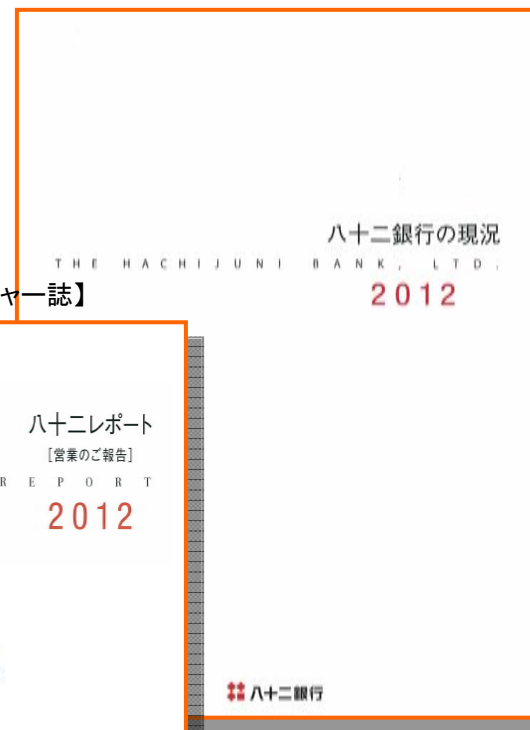 八十二銀行の現況
THE HACHIJUNI BANK, LTD.
2012
ャー誌】
八十二レポート
[営業のご報告]
REPORT
2012
八十二銀行